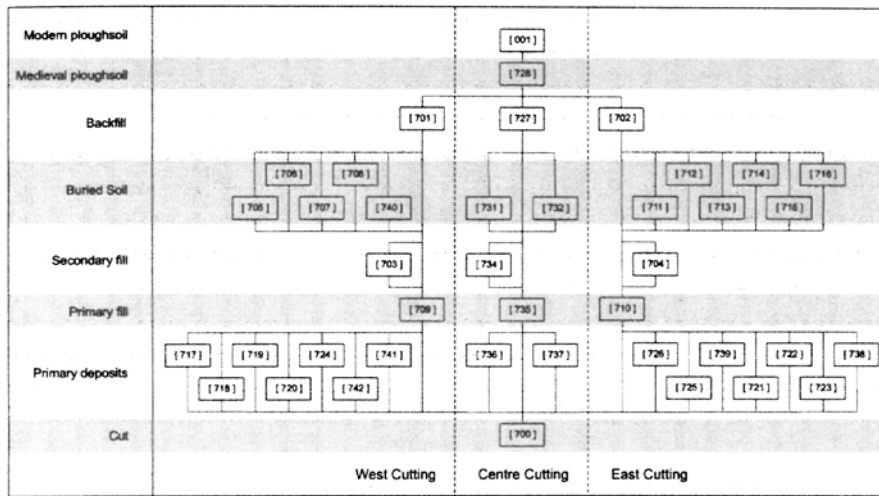 Modern ploughsoil [ 001 ]
Medieval ploughsoil [ 728 ]
Backfill [ 701 ] [ 727 ] [ 702 ]
[ 706 ] [ 708 ] [ 712 ] [ 714 ] [ 716 ]
Buried Soil
[ 705 ] [ 707 ] [ 740 ] [ 731 ] [ 732 ] [ 711 ] [ 713 ] [ 715 ]
Secondary fill [ 703 ] [ 734 ] [ 704 ]
Primary fill [ 709 ] [ 735 ] [ 710 ]
[ 717 ] [ 719 ] [ 724 ] [ 741 ] [ 736 ] [ 737 ] [ 726 ] [ 739 ] [ 722 ] [ 738 ]
Primary deposits
[ 718 ] [ 720 ] [ 742 ] [ 725 ] [ 721 ] [ 723 ]
Cut [ 700 ]
West Cutting Centre Cutting East Cutting